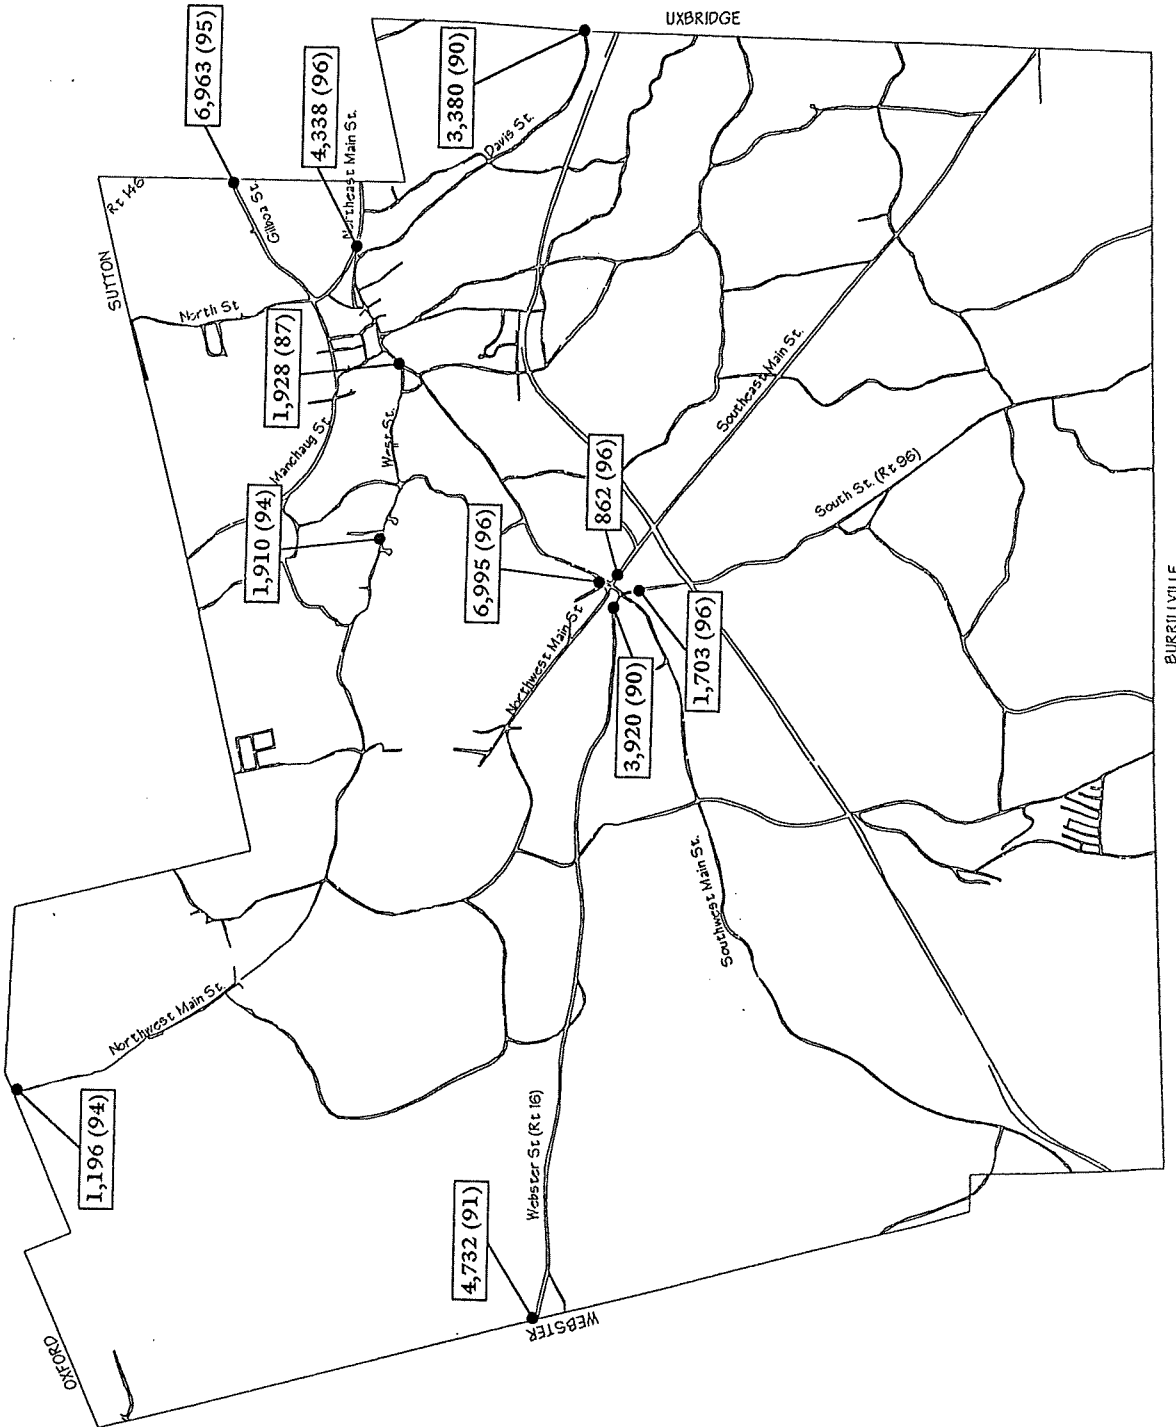 UXBRIDGE
6,963 (95)
4,338 (96)
3,380 (90)
Northeast Main St.
Davis St.
Rt 146
Gilboa St.
SUTTON
North St
1,928 (87)
Manchaug St.
West St.
Southeast Main St.
862 (96)
South St. (Rt 96)
1,910 (94)
6,995 (96)
Northwest Main St
1,703 (96)
3,920 (90)
BURRILLVILLE
Southwest Main St.
Northwest Main St.
1,196 (94)
Webster St (Rt 16)
4,732 (91)
WEBSTER
OXFORD